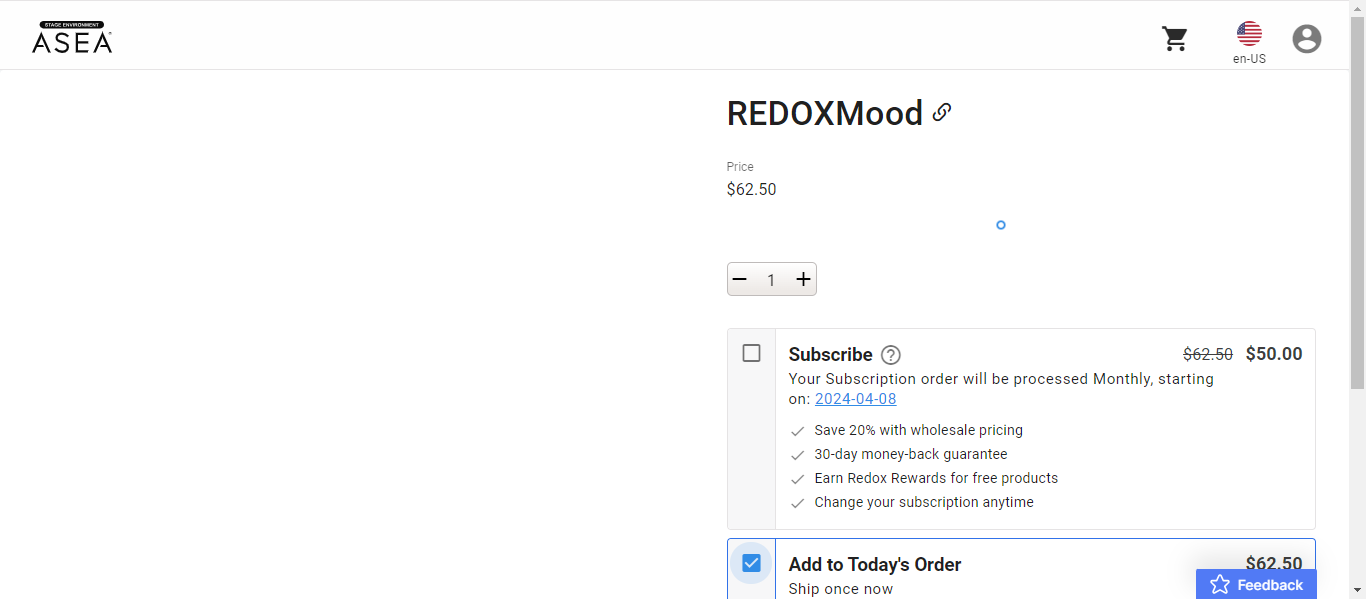 STAGE ENVIRONMENT
ASEA
en-US
REDOXMood
Price
$62.50
1
Subscribe
$62.50 $50.00
Your Subscription order will be processed Monthly, starting
on: 2024-04-08
Save 20% with wholesale pricing
30-day money-back guarantee
Earn Redox Rewards for free products
Change your subscription anytime
Add to Today's Order
$62.50
Ship once now
Feedback